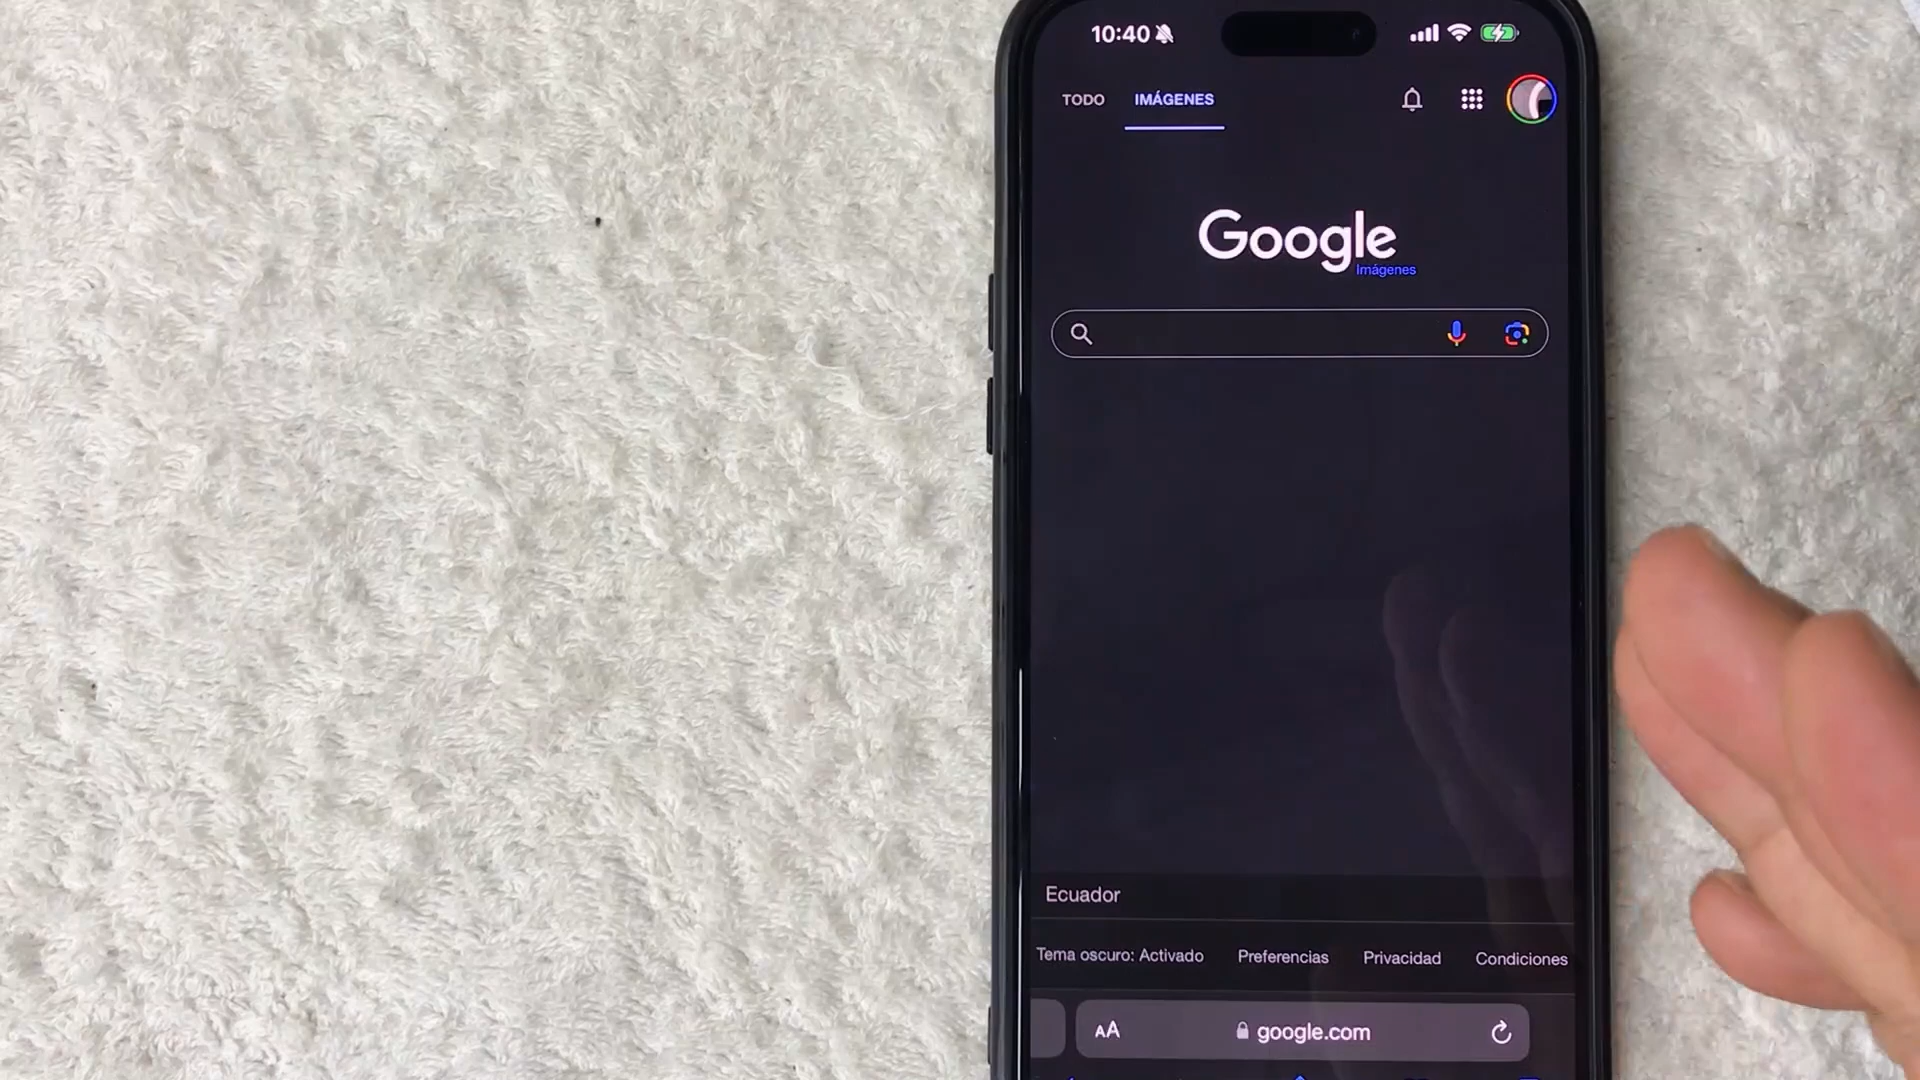 10:40
TODO IMÁGENES
Google
Imágenes
Ecuador
Tema oscuro: Activado Preferencias Privacidad Condiciones
AA google.com